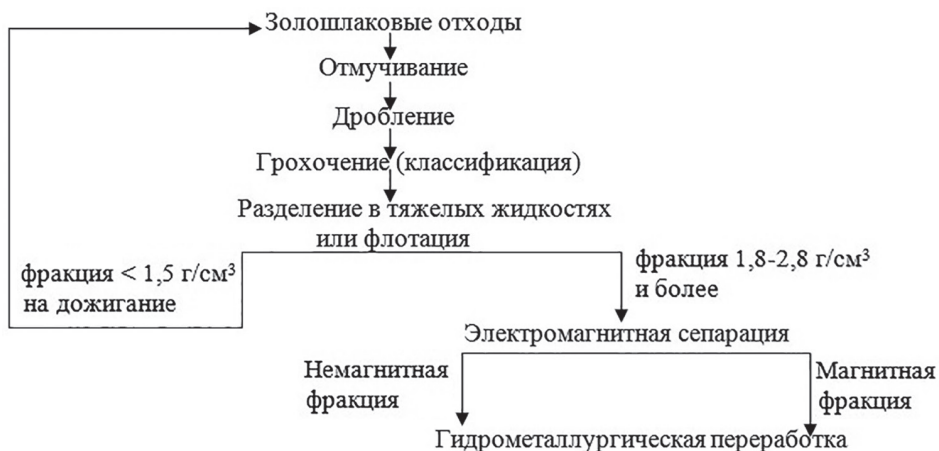 Золошлаковые отходы
Отмучивание
Дробление
Грохочение (классификация)
Разделение в тяжелых жидкостях
или флотация
фракция < 1,5 г/см³
на дожигание
фракция 1,8-2,8 г/см³
и более
Электромагнитная сепарация
Немагнитная
фракция
Магнитная
фракция
Гидрометаллургическая переработка